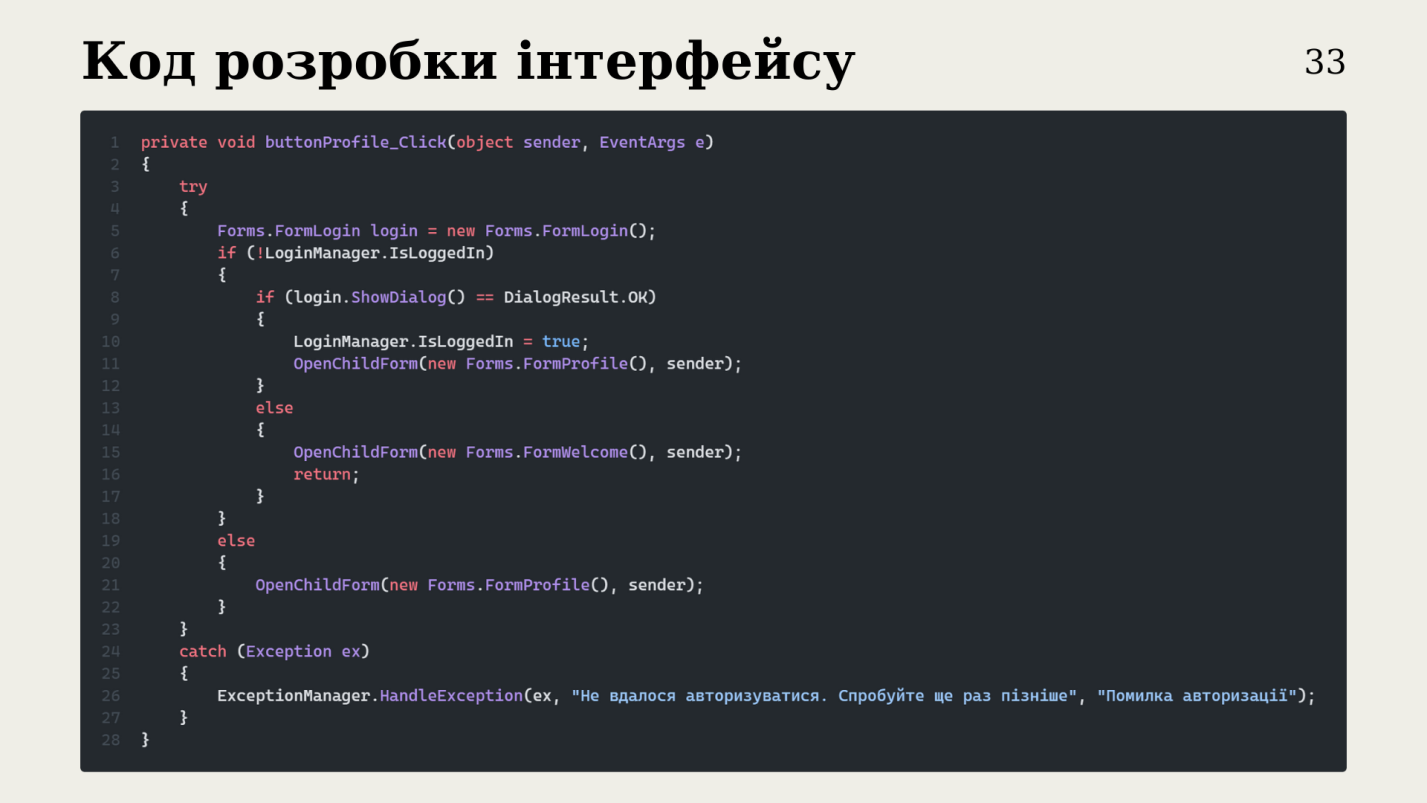 Код розробки інтерфейсу
33
1 private void buttonProfile_Click(object sender, EventArgs e)
2 {
3     try
4     {
5         Forms.FormLogin login = new Forms.FormLogin();
6         if (!LoginManager.IsLoggedIn)
7         {
8             if (login.ShowDialog() == DialogResult.OK)
9             {
10                 LoginManager.IsLoggedIn = true;
11                 OpenChildForm(new Forms.FormProfile(), sender);
12             }
13             else
14             {
15                 OpenChildForm(new Forms.FormWelcome(), sender);
16                 return;
17             }
18         }
19         else
20         {
21             OpenChildForm(new Forms.FormProfile(), sender);
22         }
23     }
24     catch (Exception ex)
25     {
26         ExceptionManager.HandleException(ex, "Не вдалося авторизуватися. Спробуйте ще раз пізніше", "Помилка авторизації");
27     }
28 }